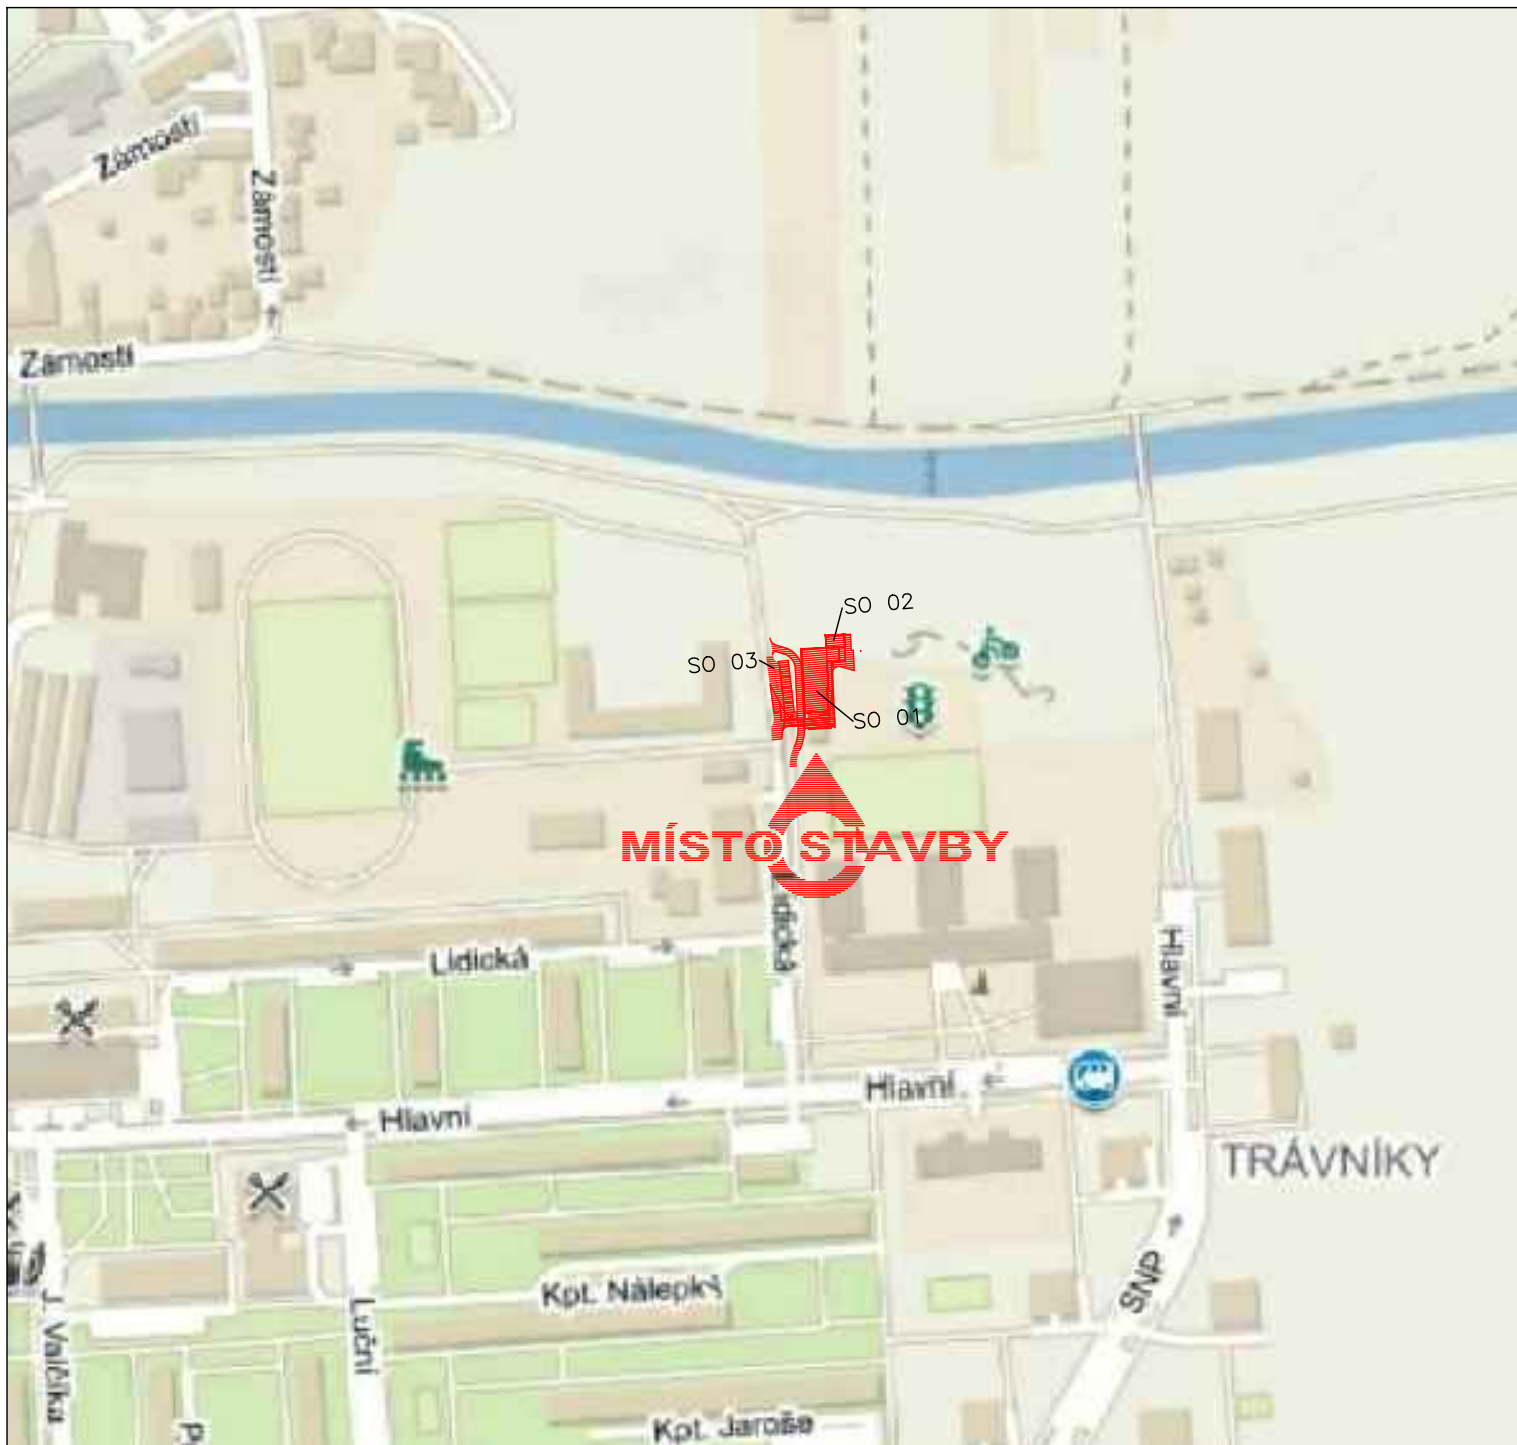 Zámostí
Zámostí
Zámostí
SO 02
SO 03
SO 01
MÍSTO STAVBY
Lidická
Lidická
Hlavní
Hlavní
Hlavní
TRÁVNÍKY
SNP
Kpt. Nálepky
J. Valčíka
Luční
Kpt. Jaroše